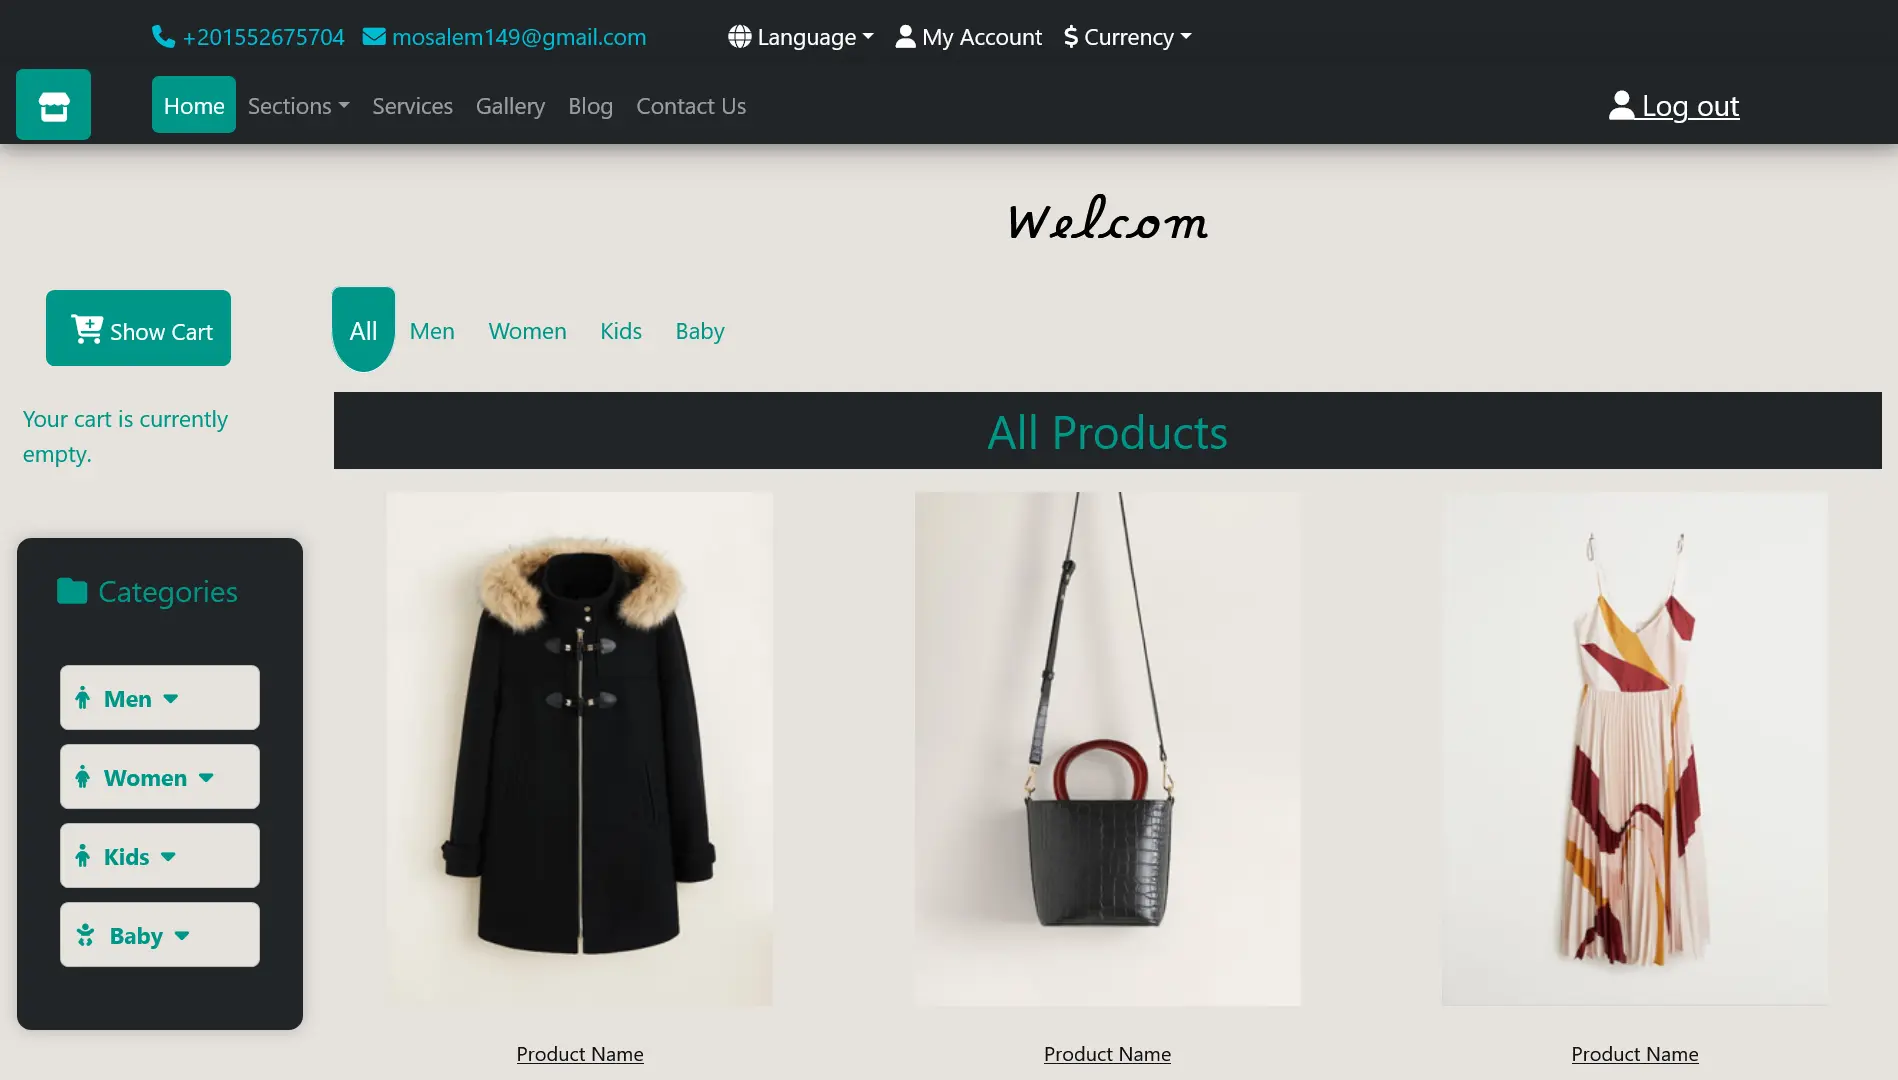 +201552675704 mosalem149@gmail.com Language My Account $ Currency
Home Sections Services Gallery Blog Contact Us Log out
Welcom
Show Cart
All Men Women Kids Baby
Your cart is currently
empty.
All Products
Categories
Men
Women
Kids
Baby
Product Name Product Name Product Name